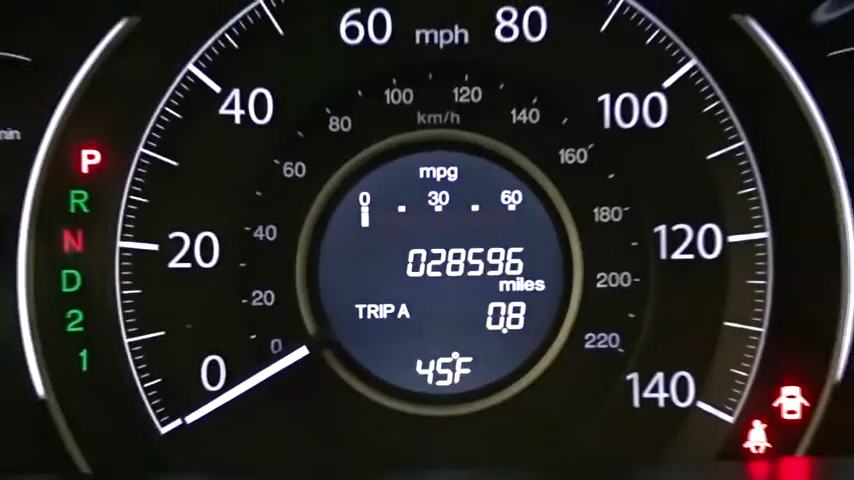 60 mph 80
40 100
20 120
0 140
km/h
0 20 40 60 80 100 120 140 160 180 200 220
P
R
N
D
2
1
mpg
0 30 60
028596
miles
TRIP A 0.8
45°F